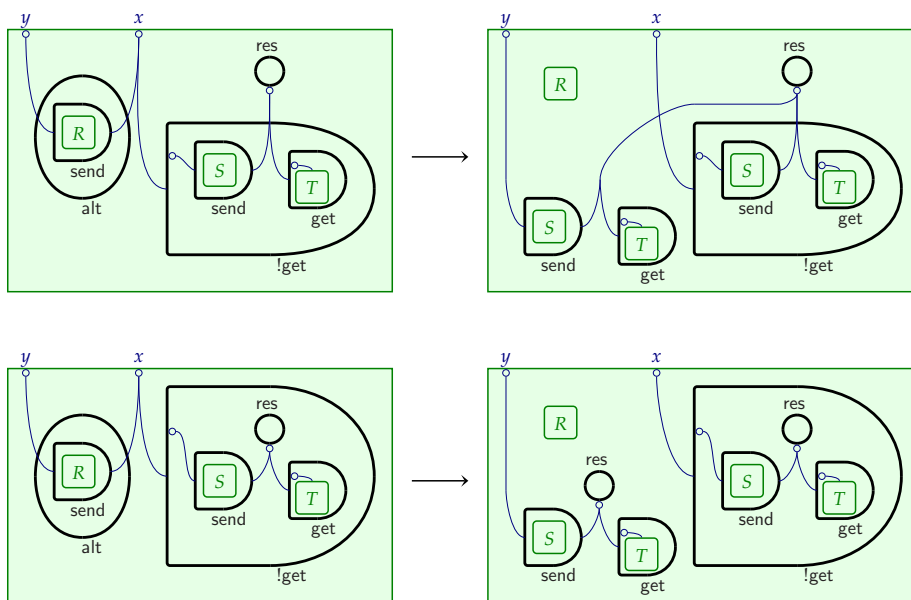 y x y x
res res
R R
S S
send T send T
send get get
alt S
send T
!get get !get
y x y x
res res
R R
res
S S
send T send T
send get get
alt S
send T
!get get !get